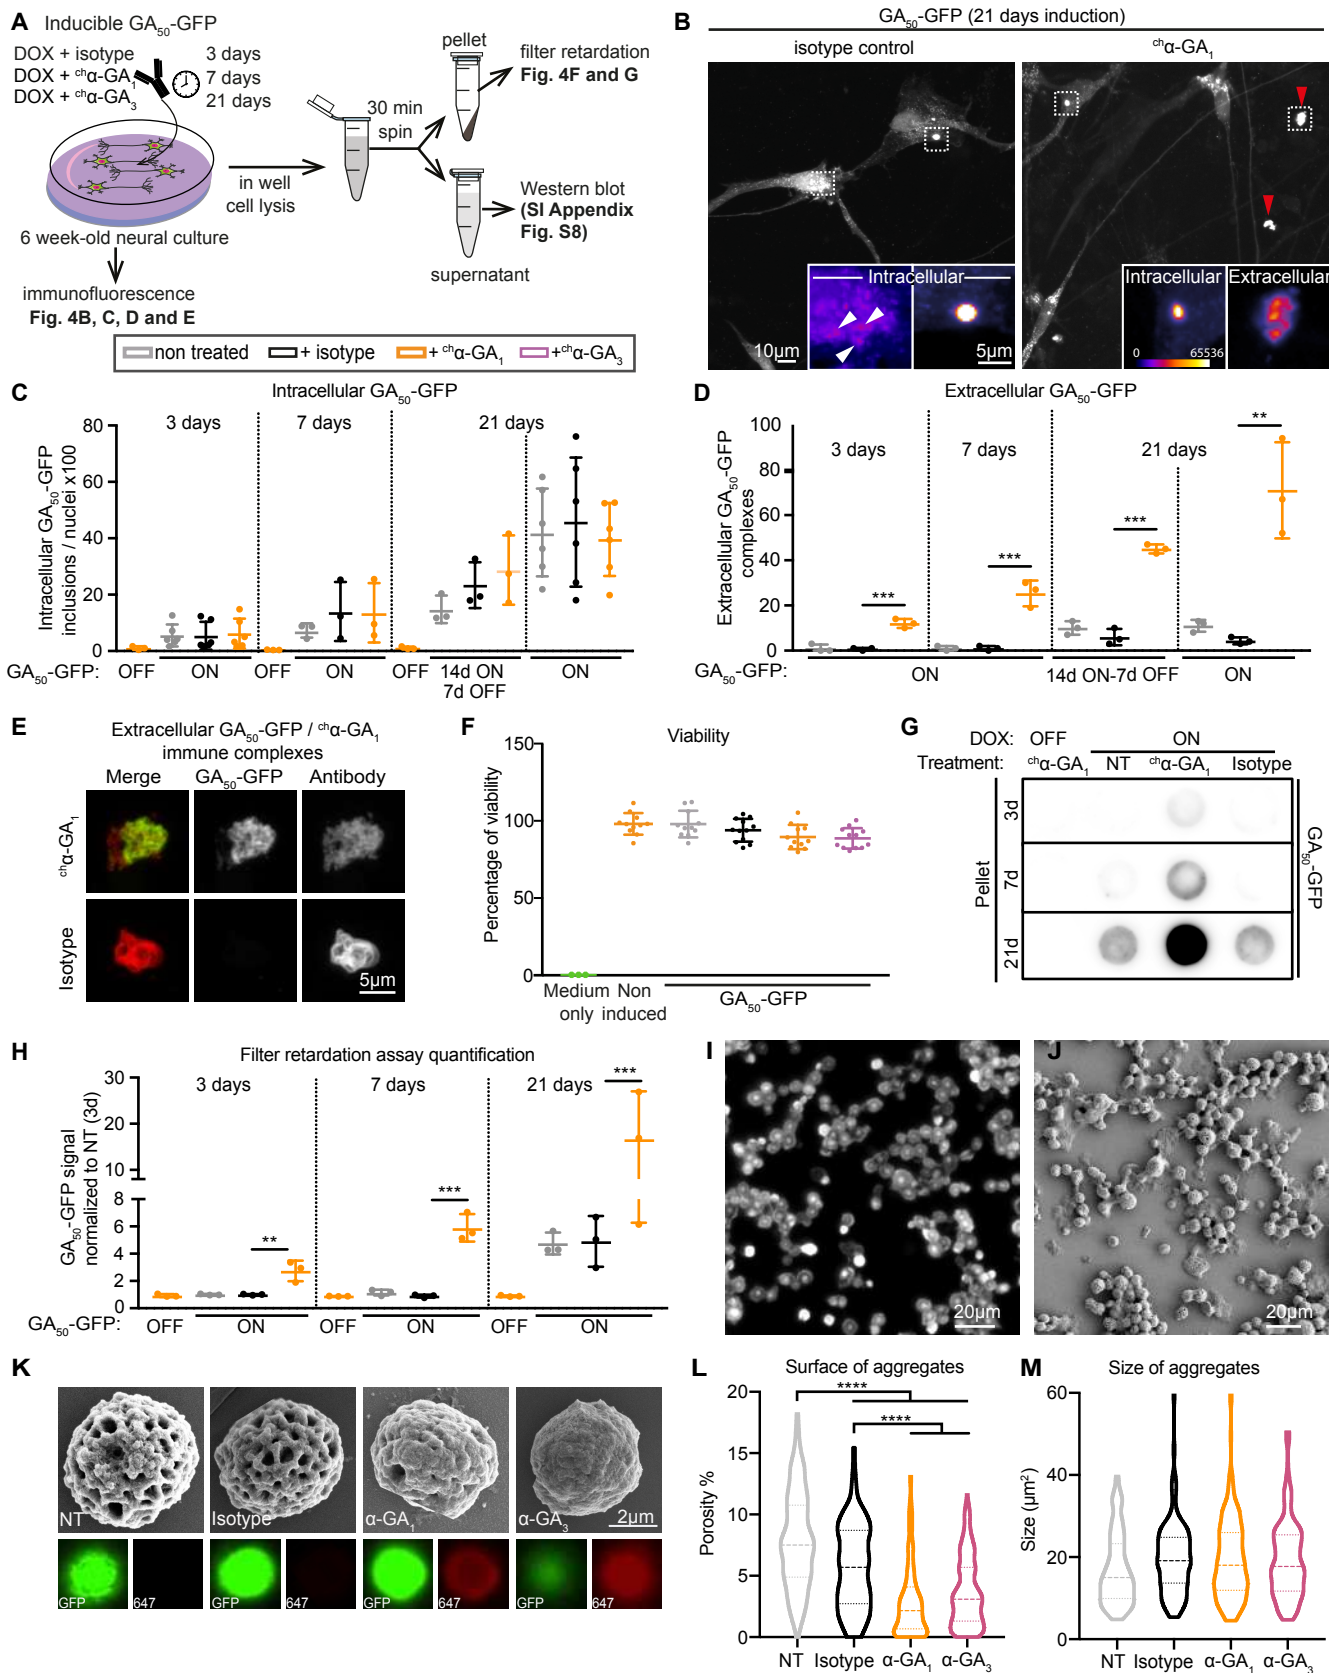 A Inducible GA50-GFP
DOX + isotype 3 days
DOX + chα-GA1 7 days
DOX + chα-GA3 21 days
6 week-old neural culture
in well
cell lysis
30 min
spin
pellet
filter retardation
Fig. 4F and G
Western blot
(SI Appendix
Fig. S8)
supernatant
immunofluorescence
Fig. 4B, C, D and E
non treated + isotype + chα-GA1 +chα-GA3
B GA50-GFP (21 days induction)
isotype control chα-GA1
Intracellular Intracellular Extracellular
10µm 5µm 0 65536
C Intracellular GA50-GFP
3 days 7 days 21 days
Intracellular GA50-GFP
inclusions / nuclei x100
80
60
40
20
0
GA50-GFP: OFF ON OFF ON OFF 14d ON ON
7d OFF
D Extracellular GA50-GFP
3 days 7 days 21 days
Extracellular GA50-GFP
complexes
100
80
60
40
20
0
*** *** *** **
GA50-GFP: ON 14d ON-7d OFF ON
E Extracellular GA50-GFP / chα-GA1
immune complexes
Merge GA50-GFP Antibody
chα-GA1
Isotype
5µm
F Viability
Percentage of viability
150
100
50
0
Medium Non GA50-GFP
only induced
G DOX: OFF ON
Treatment: chα-GA1 NT chα-GA1 Isotype
Pellet
3d
7d
21d
GA50-GFP
H Filter retardation assay quantification
3 days 7 days 21 days
GA50-GFP signal
normalized to NT (3d)
30
20
10
8
6
4
2
0
** *** ***
GA50-GFP: OFF ON OFF ON OFF ON
I
20µm
J
20µm
K
NT Isotype α-GA1 α-GA3 2µm
GFP 647 GFP 647 GFP 647 GFP 647
L Surface of aggregates
Porosity %
20
15
10
5
0
****
****
NT Isotype α-GA1 α-GA3
M Size of aggregates
Size (µm²)
60
40
20
0
NT Isotype α-GA1 α-GA3